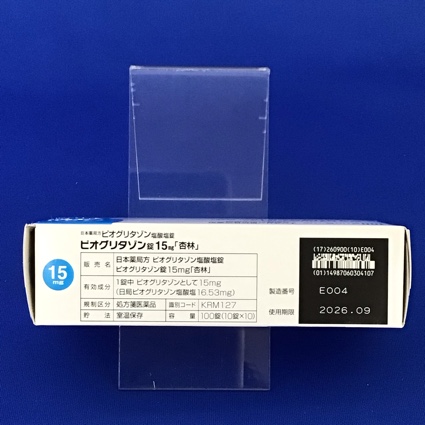 日本薬局方 ピオグリタゾン塩酸塩錠
ピオグリタゾン錠15mg「杏林」
15
mg
販売名 日本薬局方 ピオグリタゾン塩酸塩錠
ピオグリタゾン錠15mg「杏林」
有効成分 1錠中 ピオグリタゾンとして15mg
(日局ピオグリタゾン塩酸塩16.53mg)
規制区分 処方箋医薬品 識別コード KRM127
貯法 室温保存 容量 100錠(10錠×10)
(17)260900(10)E004
(01)14987060304107
製造番号 E004
使用期限 2026.09